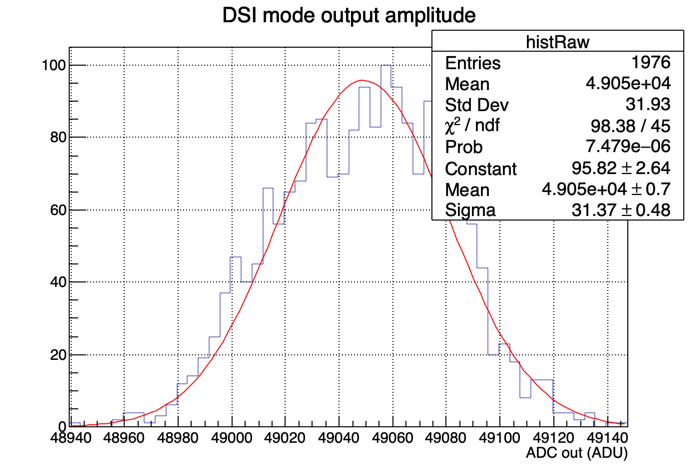 DSI mode output amplitude
histRaw
Entries 1976
Mean 4.905e+04
Std Dev 31.93
χ² / ndf 98.38 / 45
Prob 7.479e−06
Constant 95.82 ± 2.64
Mean 4.905e+04 ± 0.7
Sigma 31.37 ± 0.48
100
80
60
40
20
0
48940 48960 48980 49000 49020 49040 49060 49080 49100 49120 49140
ADC out (ADU)